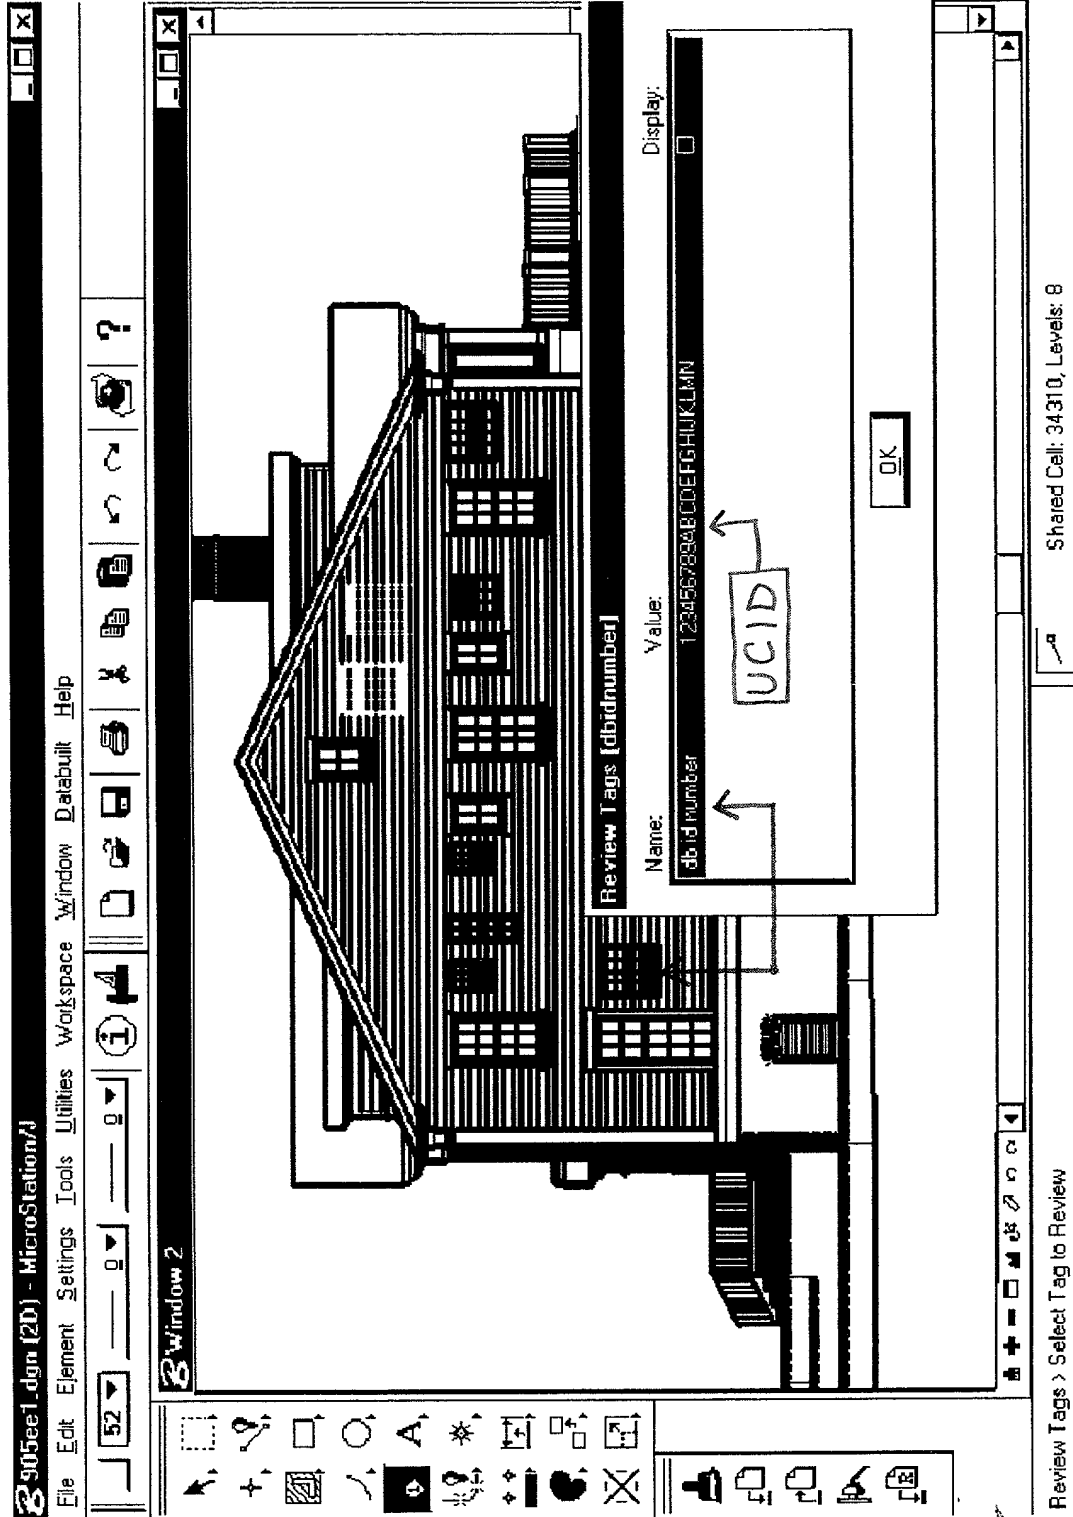 905ee1.dgn (2D) - MicroStation/J
File Edit Element Settings Tools Utilities Workspace Window Databuilt Help
52 0 0
Window 2
Review Tags [dbidnumber]
Name: Value: Display:
dbid number 123456789ABCDEFGHIJKLMN
UCID
OK
Review Tags > Select Tag to Review
Shared Cell: 34310, Levels: 8